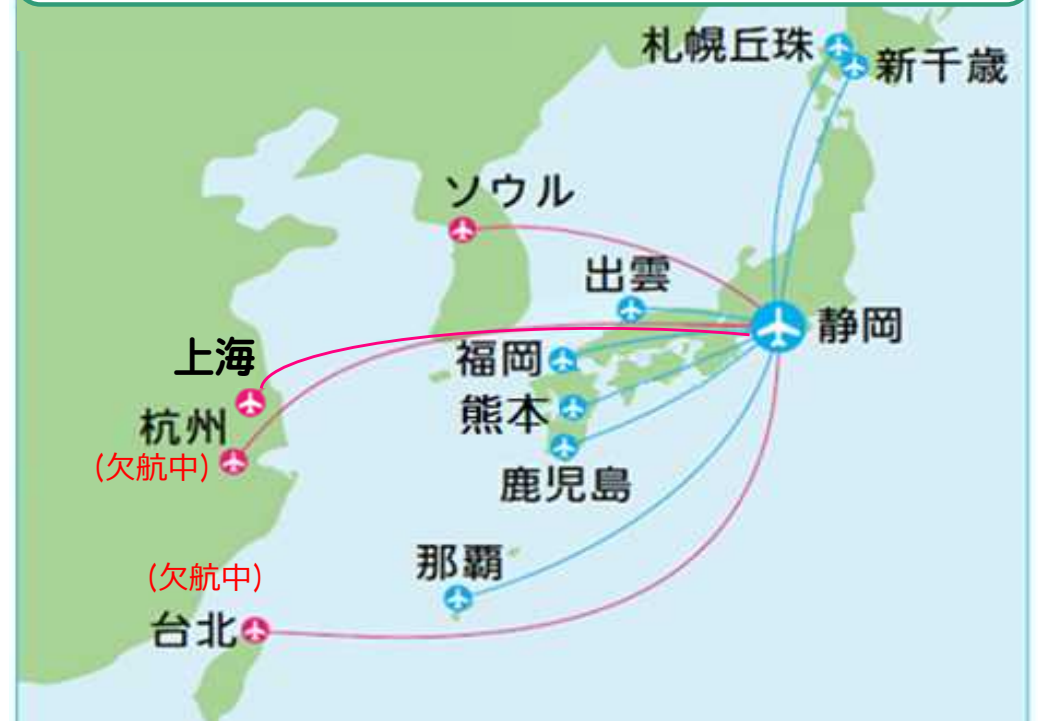 札幌丘珠
新千歳
ソウル
出雲
静岡
上海
福岡
杭州
熊本
(欠航中)
鹿児島
那覇
(欠航中)
台北